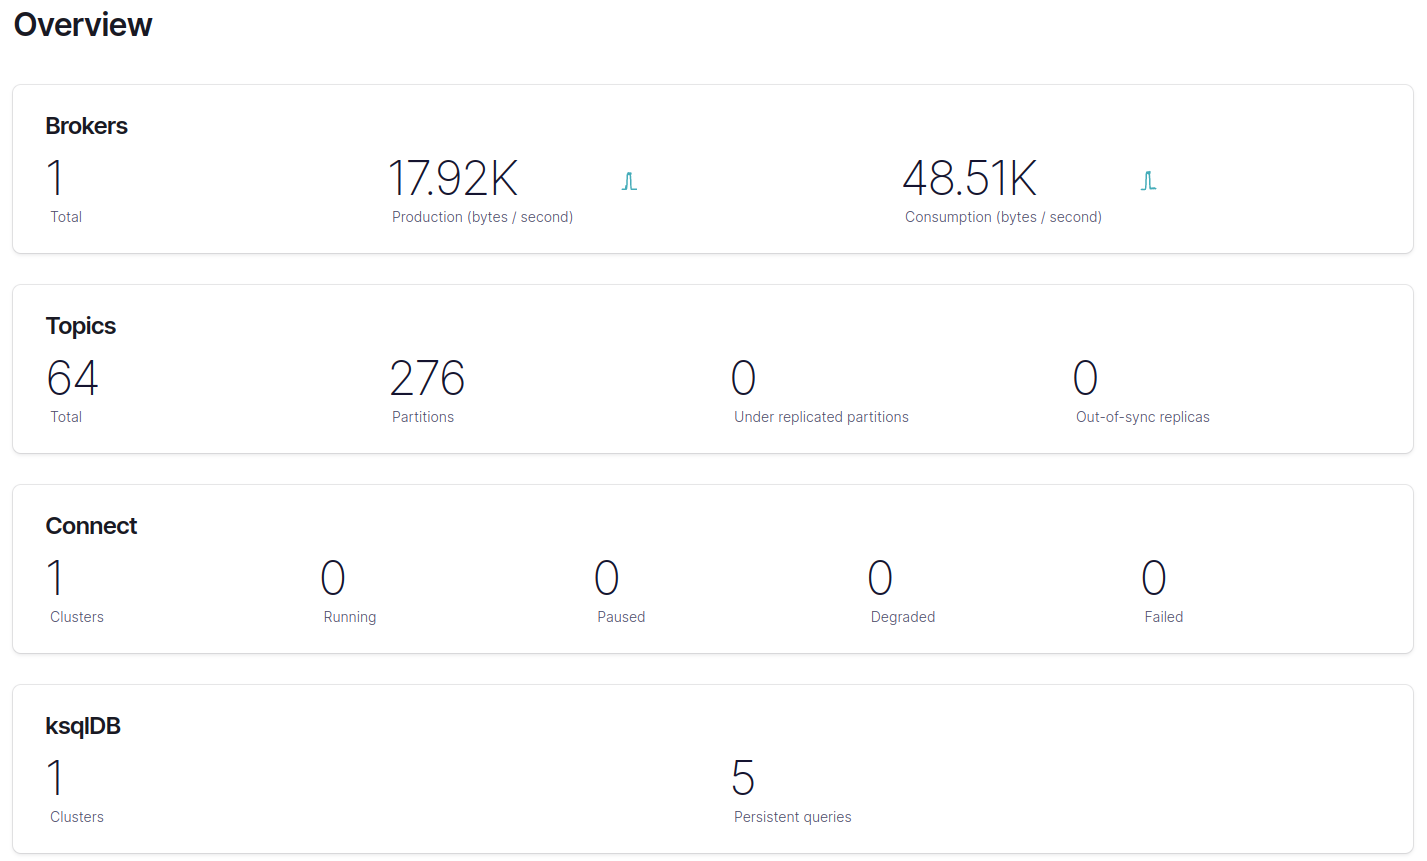 Overview
Brokers
1 17.92K 48.51K
Total Production (bytes / second) Consumption (bytes / second)
Topics
64 276 0 0
Total Partitions Under replicated partitions Out-of-sync replicas
Connect
1 0 0 0 0
Clusters Running Paused Degraded Failed
ksqlDB
1 5
Clusters Persistent queries